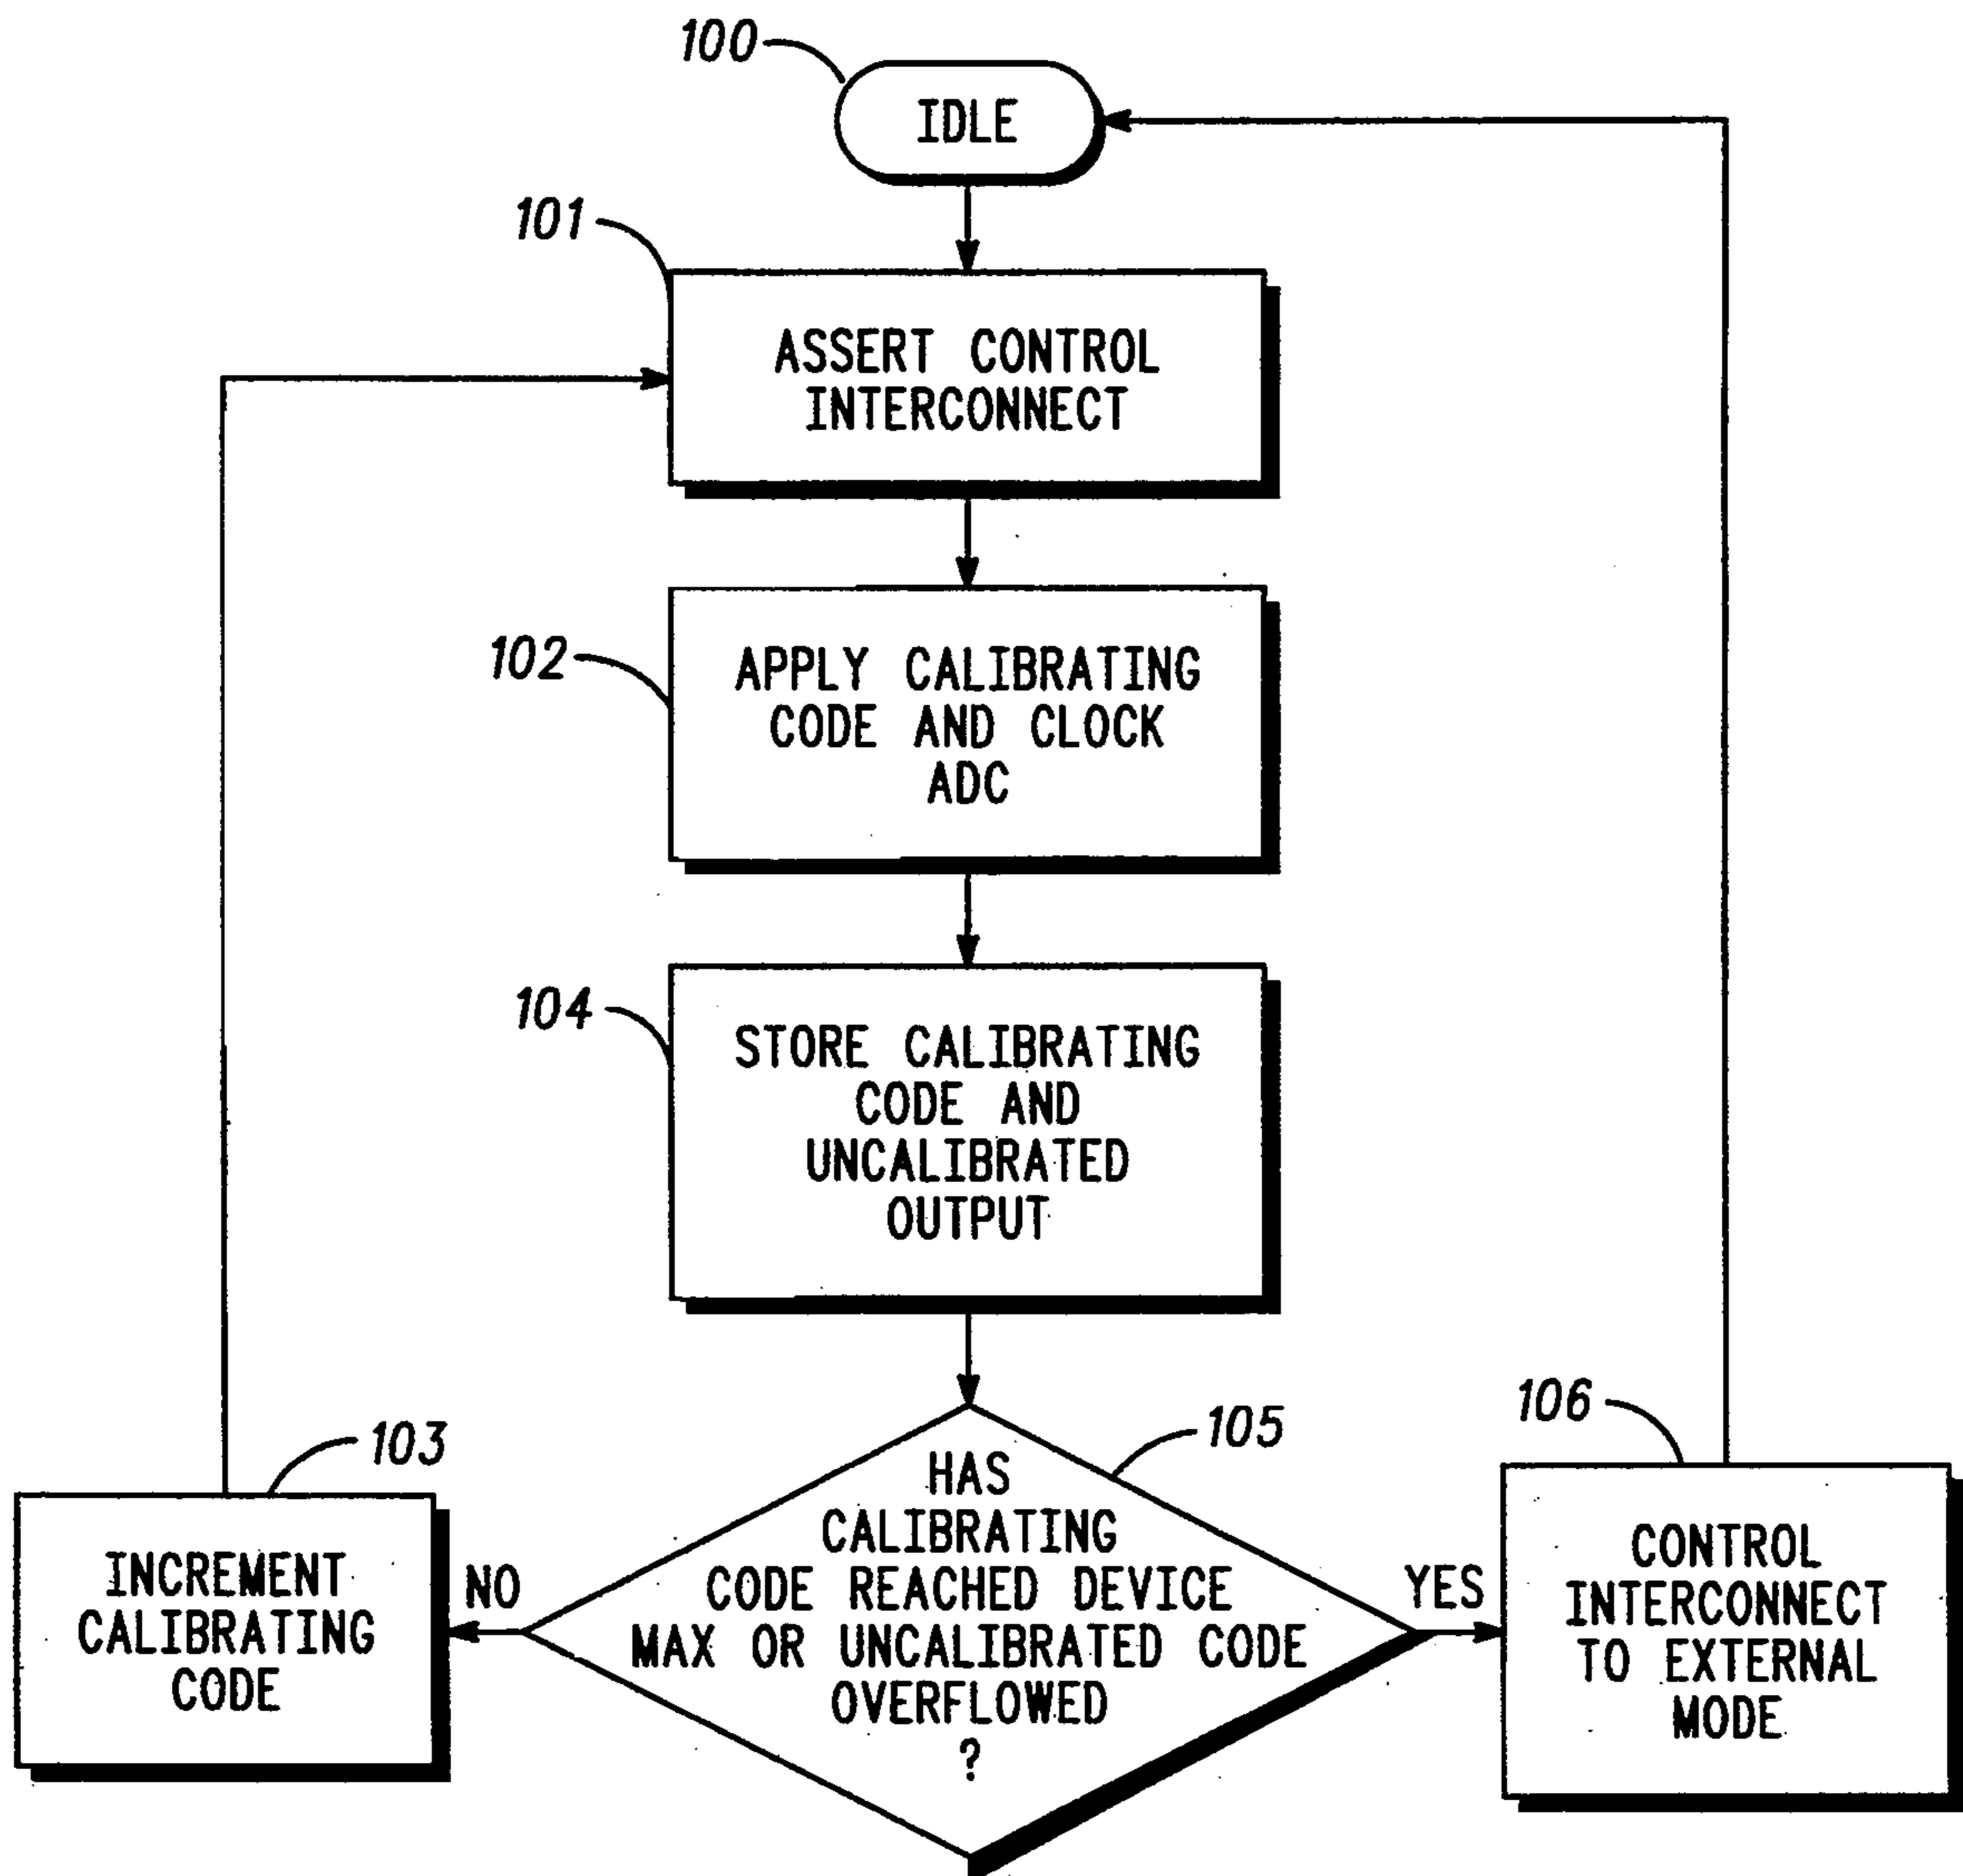 100
IDLE
101
ASSERT CONTROL
INTERCONNECT
102
APPLY CALIBRATING
CODE AND CLOCK
ADC
104
STORE CALIBRATING
CODE AND
UNCALIBRATED
OUTPUT
105
HAS
CALIBRATING
CODE REACHED DEVICE
MAX OR UNCALIBRATED CODE
OVERFLOWED
?
NO
103
INCREMENT
CALIBRATING
CODE
YES
106
CONTROL
INTERCONNECT
TO EXTERNAL
MODE